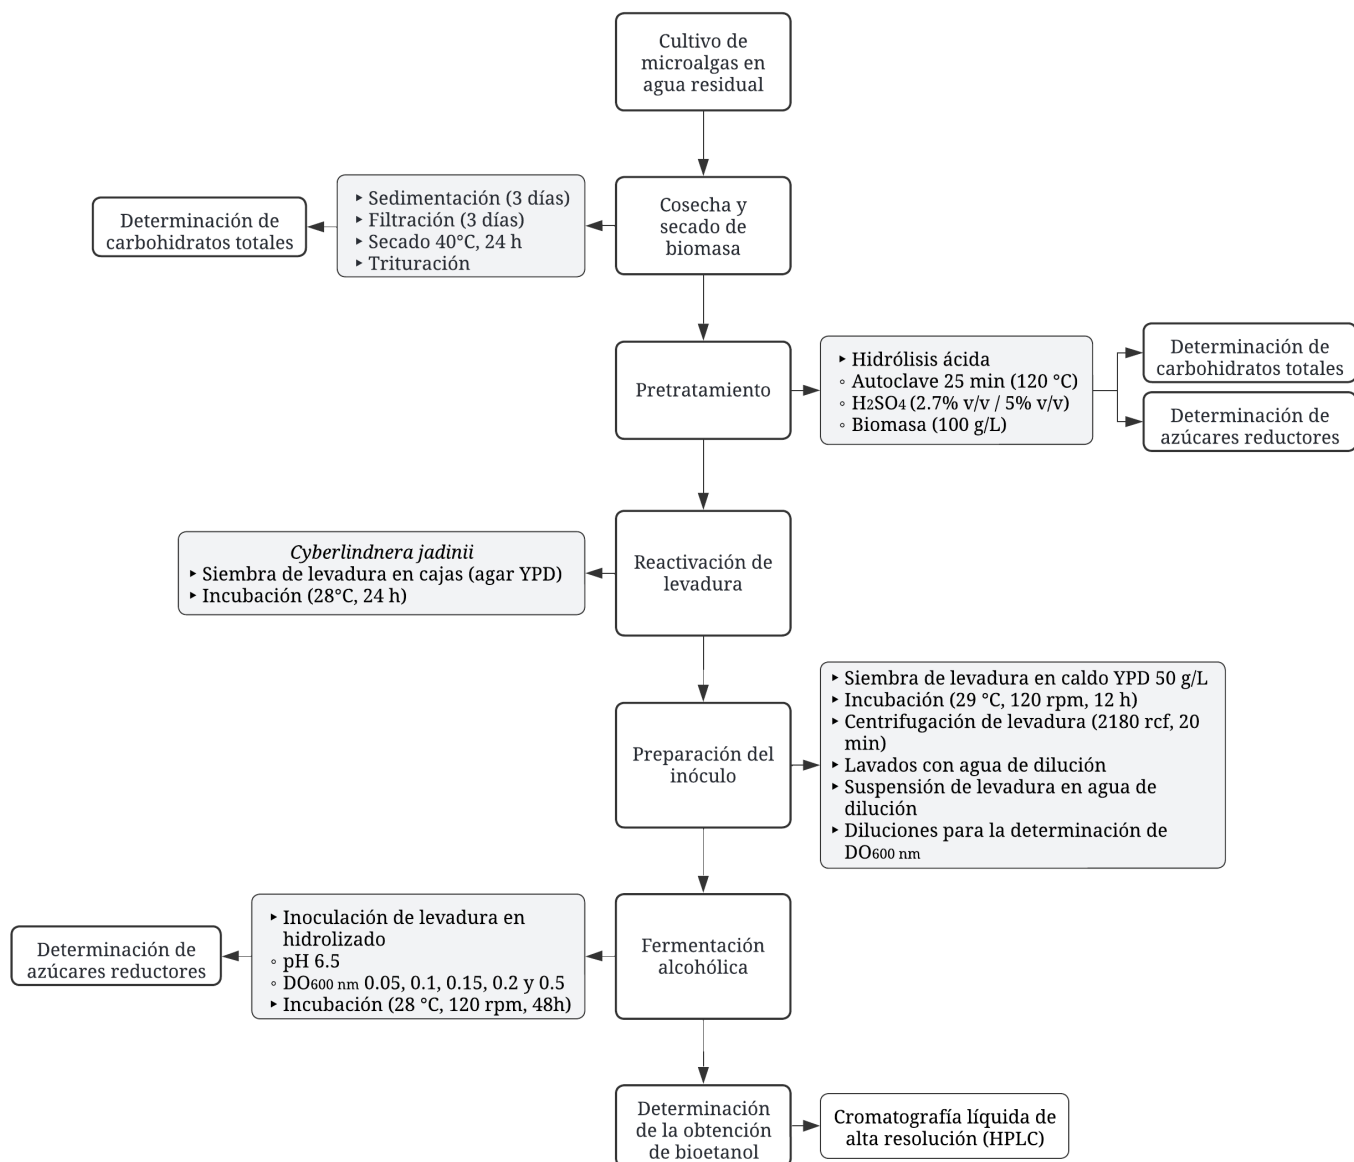 Cultivo de
microalgas en
agua residual
Cosecha y
secado de
biomasa
‣ Sedimentación (3 días)
‣ Filtración (3 días)
‣ Secado 40°C, 24 h
‣ Trituración
Determinación de
carbohidratos totales
Pretratamiento
‣ Hidrólisis ácida
◦ Autoclave 25 min (120 °C)
◦ H2SO4 (2.7% v/v / 5% v/v)
◦ Biomasa (100 g/L)
Determinación de
carbohidratos totales
Determinación de
azúcares reductores
Reactivación de
levadura
Cyberlindnera jadinii
‣ Siembra de levadura en cajas (agar YPD)
‣ Incubación (28°C, 24 h)
Preparación del
inóculo
‣ Siembra de levadura en caldo YPD 50 g/L
‣ Incubación (29 °C, 120 rpm, 12 h)
‣ Centrifugación de levadura (2180 rcf, 20
min)
‣ Lavados con agua de dilución
‣ Suspensión de levadura en agua de
dilución
‣ Diluciones para la determinación de
DO600 nm
Fermentación
alcohólica
‣ Inoculación de levadura en
hidrolizado
◦ pH 6.5
◦ DO600 nm 0.05, 0.1, 0.15, 0.2 y 0.5
‣ Incubación (28 °C, 120 rpm, 48h)
Determinación de
azúcares reductores
Determinación
de la obtención
de bioetanol
Cromatografía líquida de
alta resolución (HPLC)